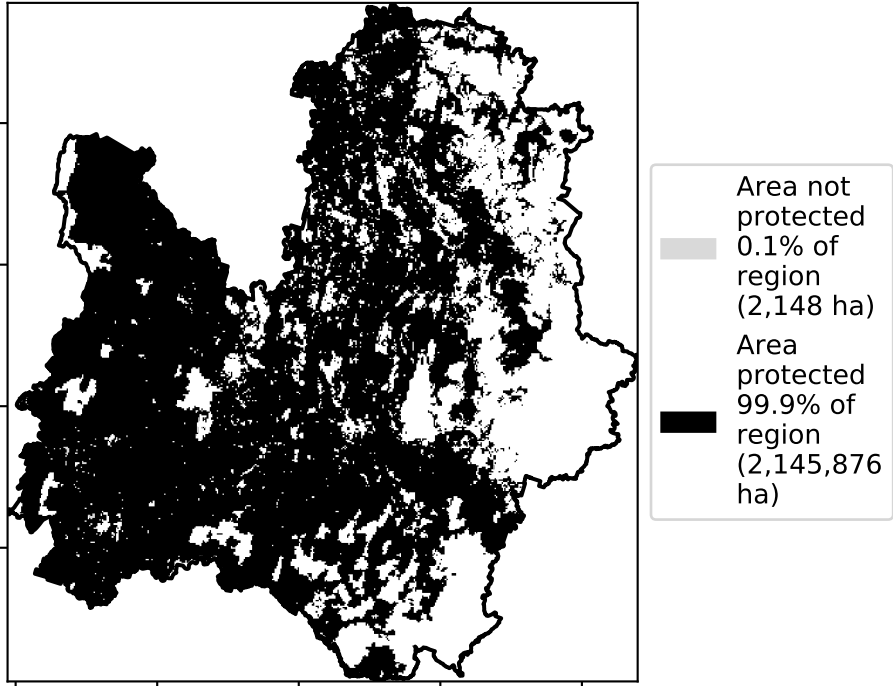 Area not
protected
0.1% of
region
(2,148 ha)
Area
protected
99.9% of
region
(2,145,876
ha)